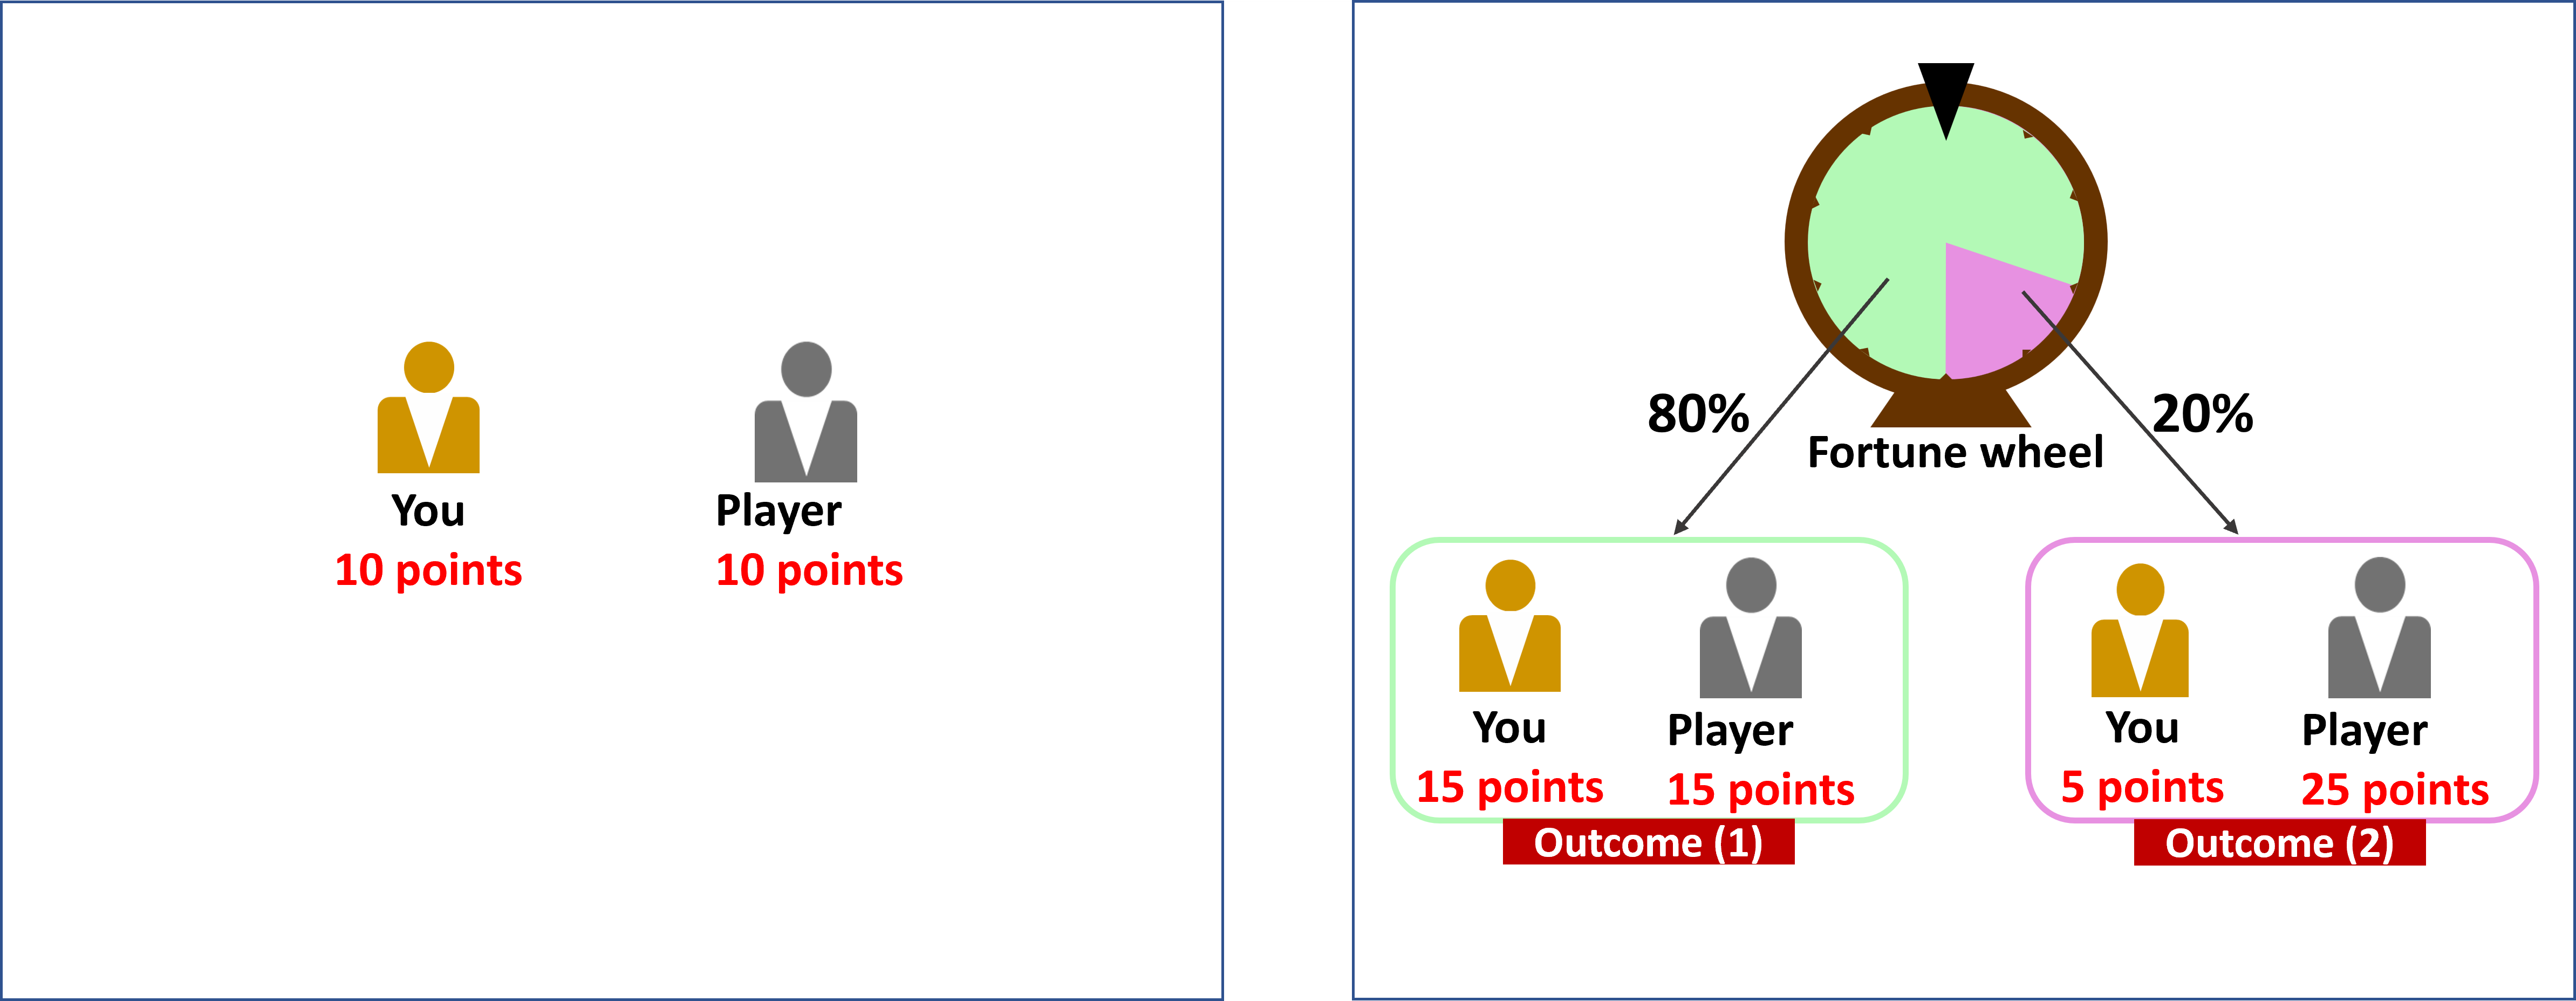 You
Player
10 points
10 points
80%
20%
Fortune wheel
You
Player
15 points
15 points
Outcome (1)
You
Player
5 points
25 points
Outcome (2)